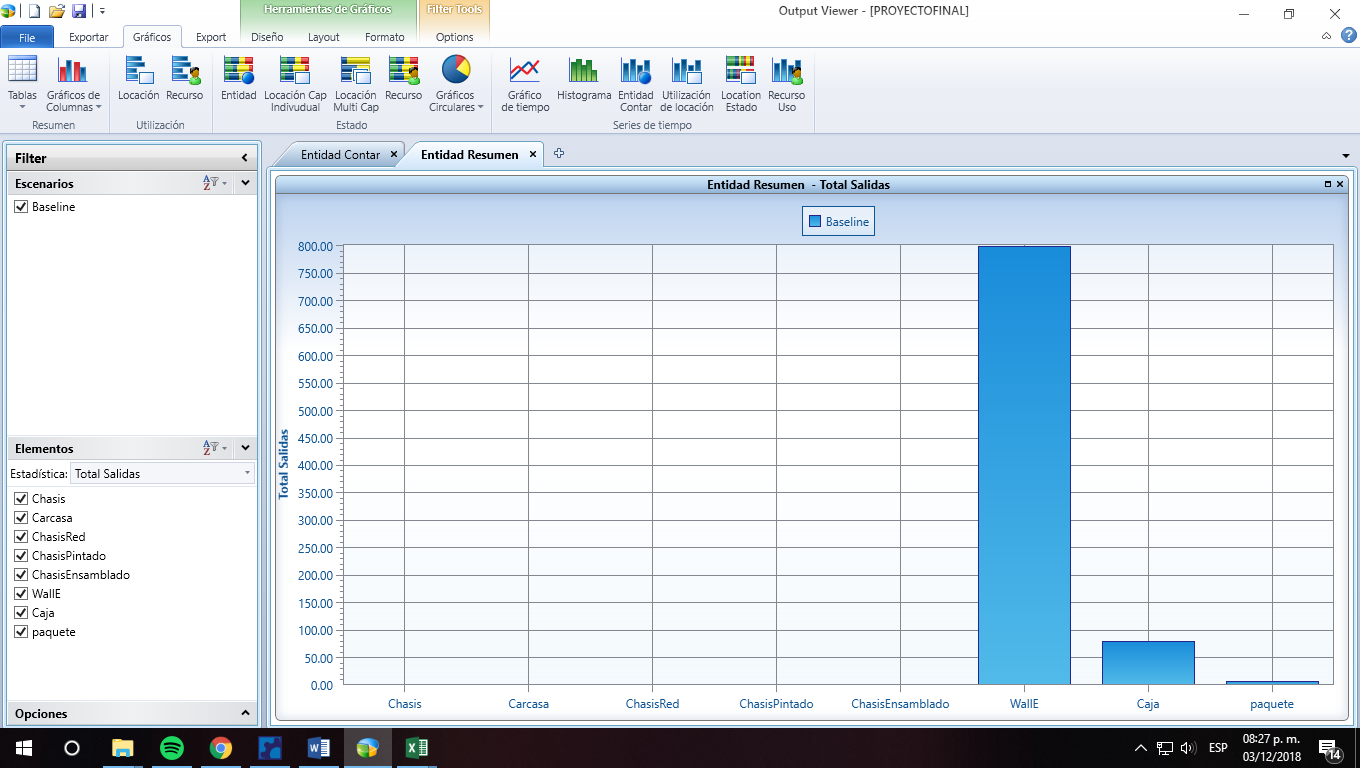 Herramientas de Gráficos
Filter Tools
Output Viewer - [PROYECTOFINAL]
File
Exportar
Gráficos
Export
Diseño
Layout
Formato
Options
Tablas
Gráficos de
Columnas
Resumen
Locación
Recurso
Utilización
Entidad
Locación Cap
Indivudual
Locación
Multi Cap
Recurso
Gráficos
Circulares
Estado
Gráfico
de tiempo
Histograma
Entidad
Contar
Utilización
de locación
Location
Estado
Recurso
Uso
Series de tiempo
Filter
Escenarios
Baseline
Elementos
Estadística: Total Salidas
Chasis
Carcasa
ChasisRed
ChasisPintado
ChasisEnsamblado
WallE
Caja
paquete
Opciones
Entidad Contar
Entidad Resumen
Entidad Resumen - Total Salidas
Baseline
Total Salidas
800.00
750.00
700.00
650.00
600.00
550.00
500.00
450.00
400.00
350.00
300.00
250.00
200.00
150.00
100.00
50.00
0.00
Chasis
Carcasa
ChasisRed
ChasisPintado
ChasisEnsamblado
WallE
Caja
paquete
ESP
08:27 p. m.
03/12/2018
14